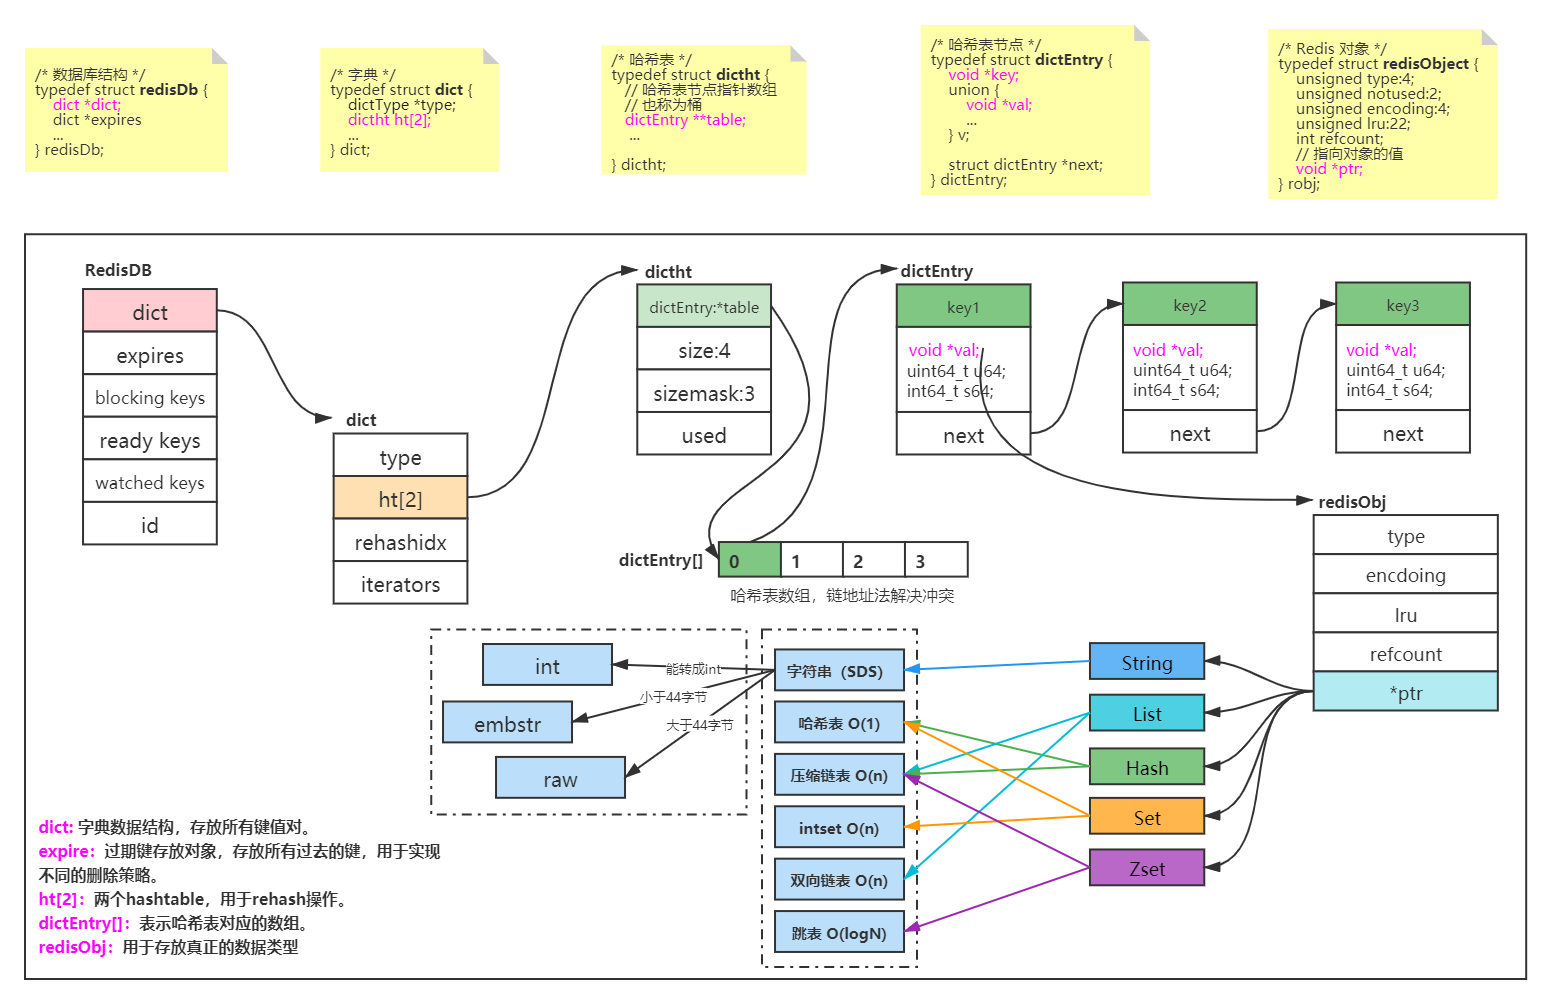 /* 数据库结构 */
typedef struct redisDb {
dict *dict;
dict *expires
...
} redisDb;
/* 字典 */
typedef struct dict {
dictType *type;
dictht ht[2];
...
} dict;
/* 哈希表 */
typedef struct dictht {
// 哈希表节点指针数组
// 也称为桶
dictEntry **table;
...
} dictht;
/* 哈希表节点 */
typedef struct dictEntry {
void *key;
union {
void *val;
...
} v;
struct dictEntry *next;
} dictEntry;
/* Redis 对象 */
typedef struct redisObject {
unsigned type:4;
unsigned notused:2;
unsigned encoding:4;
unsigned lru:22;
int refcount;
// 指向对象的值
void *ptr;
} robj;
RedisDB
dict
expires
blocking keys
ready keys
watched keys
id
dict
type
ht[2]
rehashidx
iterators
dictht
dictEntry:*table
size:4
sizemask:3
used
dictEntry
key1
void *val;
uint64_t u64;
int64_t s64;
next
key2
void *val;
uint64_t u64;
int64_t s64;
next
key3
void *val;
uint64_t u64;
int64_t s64;
next
dictEntry[]
0
1
2
3
哈希表数组，链地址法解决冲突
redisObj
type
encdoing
lru
refcount
*ptr
int
embstr
raw
能转成int
小于44字节
大于44字节
字符串（SDS）
哈希表 O(1)
压缩链表 O(n)
intset O(n)
双向链表 O(n)
跳表 O(logN)
String
List
Hash
Set
Zset
dict: 字典数据结构，存放所有键值对。
expire：过期键存放对象，存放所有过去的键，用于实现
不同的删除策略。
ht[2]：两个hashtable，用于rehash操作。
dictEntry[]：表示哈希表对应的数组。
redisObj：用于存放真正的数据类型